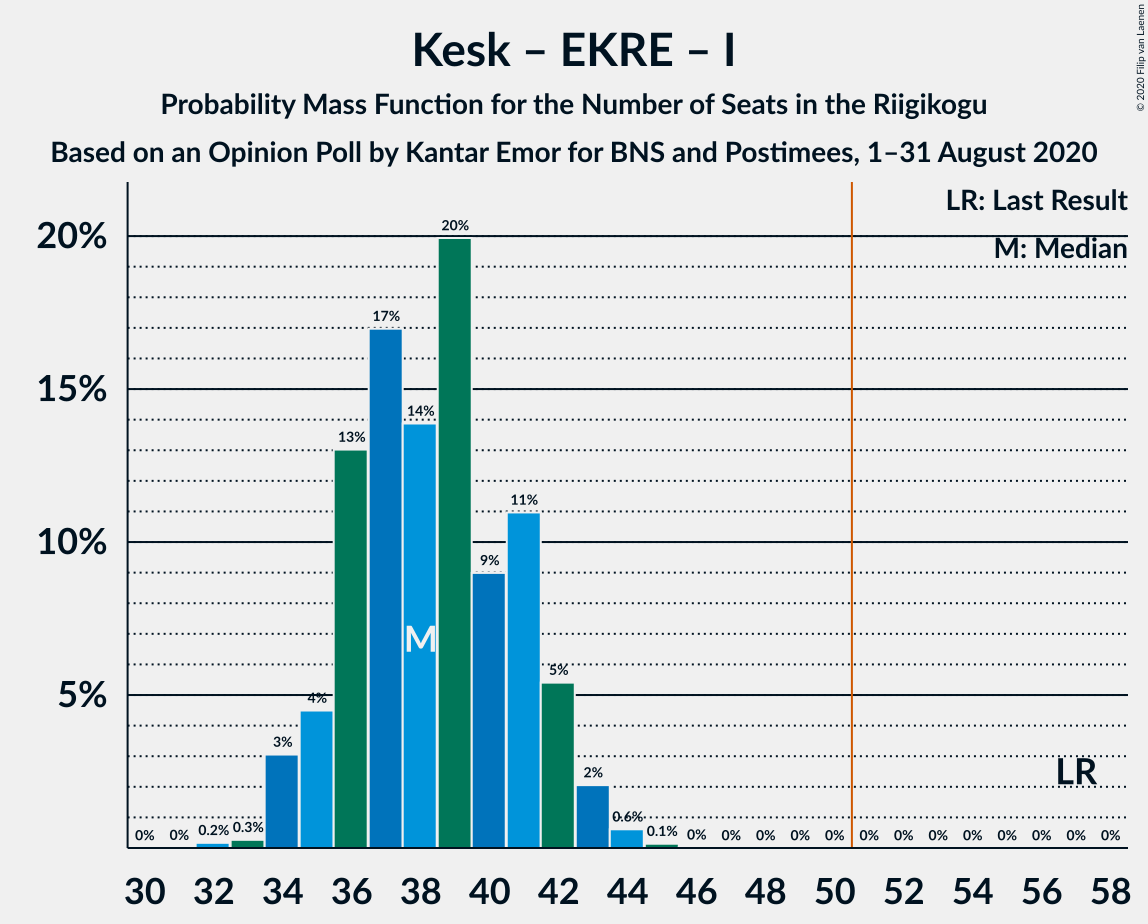 Kesk – EKRE – I
Probability Mass Function for the Number of Seats in the Riigikogu
Based on an Opinion Poll by Kantar Emor for BNS and Postimees, 1–31 August 2020
© 2020 Filip van Laenen
LR: Last Result
M: Median
20%
15%
10%
5%
0% 0% 0.2% 0.3% 3% 4% 13% 17% 14% 20% 9% 11% 5% 2% 0.6% 0.1% 0% 0% 0% 0% 0% 0% 0% 0% 0% 0% 0% 0% 0%
M
LR
30 32 34 36 38 40 42 44 46 48 50 52 54 56 58